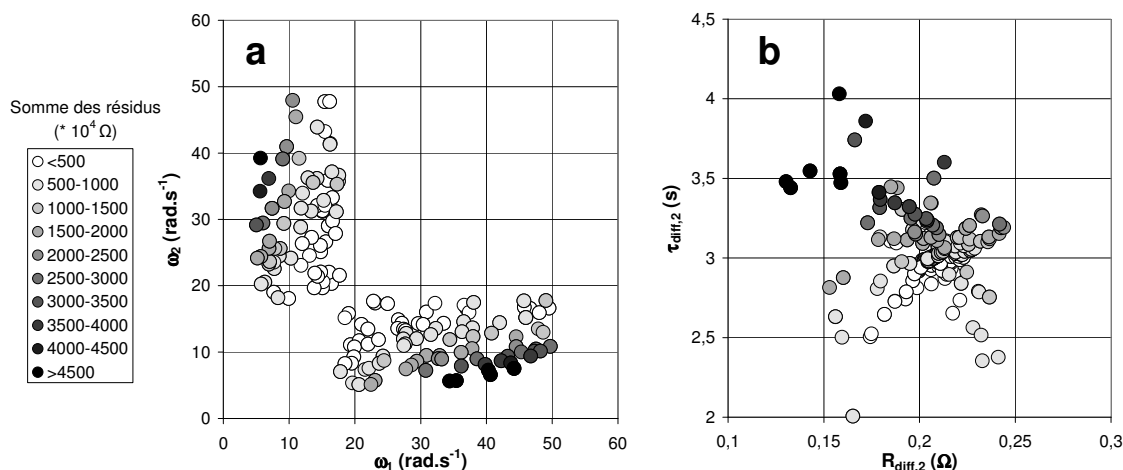 Somme des résidus
(* 10⁴ Ω)
<500
500-1000
1000-1500
1500-2000
2000-2500
2500-3000
3000-3500
3500-4000
4000-4500
>4500
a
60
50
40
30
20
10
0
ω₂ (rad.s⁻¹)
0 10 20 30 40 50 60
ω₁ (rad.s⁻¹)
b
4,5
4
3,5
3
2,5
2
τdiff,2 (s)
0,1 0,15 0,2 0,25 0,3
Rdiff.2 (Ω)